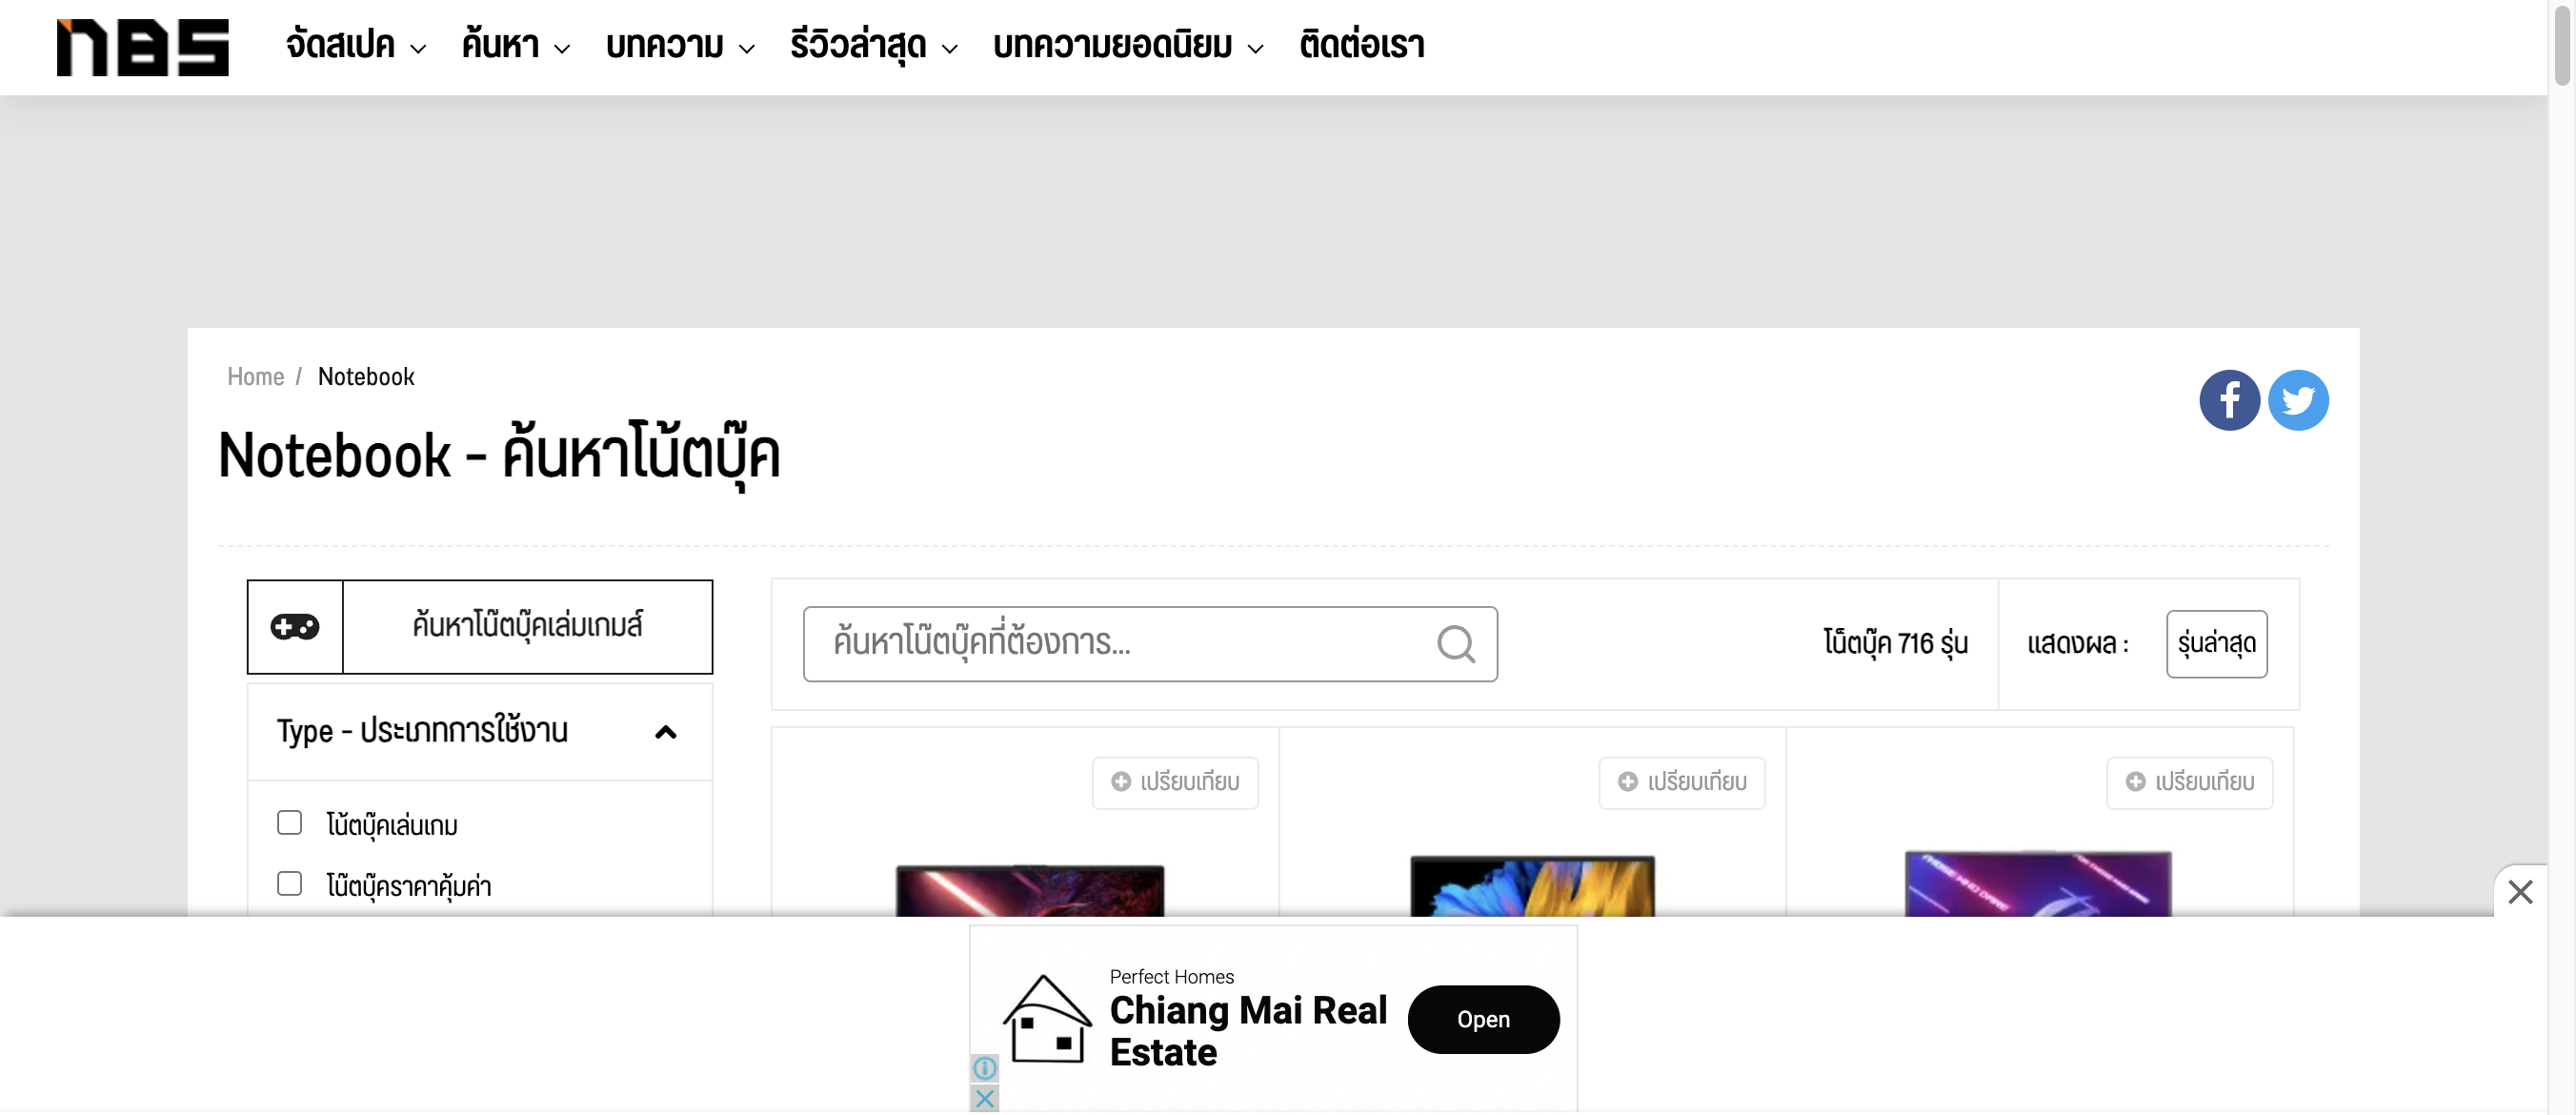 nBS
จัดสเปค ค้นหา บทความ รีวิวล่าสุด บทความยอดนิยม ติดต่อเรา
Home / Notebook
Notebook - ค้นหาโน้ตบุ๊ค
ค้นหาโน๊ตบุ๊คเล่มเกมส์
ค้นหาโน๊ตบุ๊คที่ต้องการ...
โน็ตบุ๊ค 716 รุ่น
แสดงผล :
รุ่นล่าสุด
Type - ประเภทการใช้งาน
โน้ตบุ๊คเล่นเกม
โน๊ตบุ๊คราคาคุ้มค่า
เปรียบเทียบ
เปรียบเทียบ
เปรียบเทียบ
Perfect Homes
Chiang Mai Real
Estate
Open